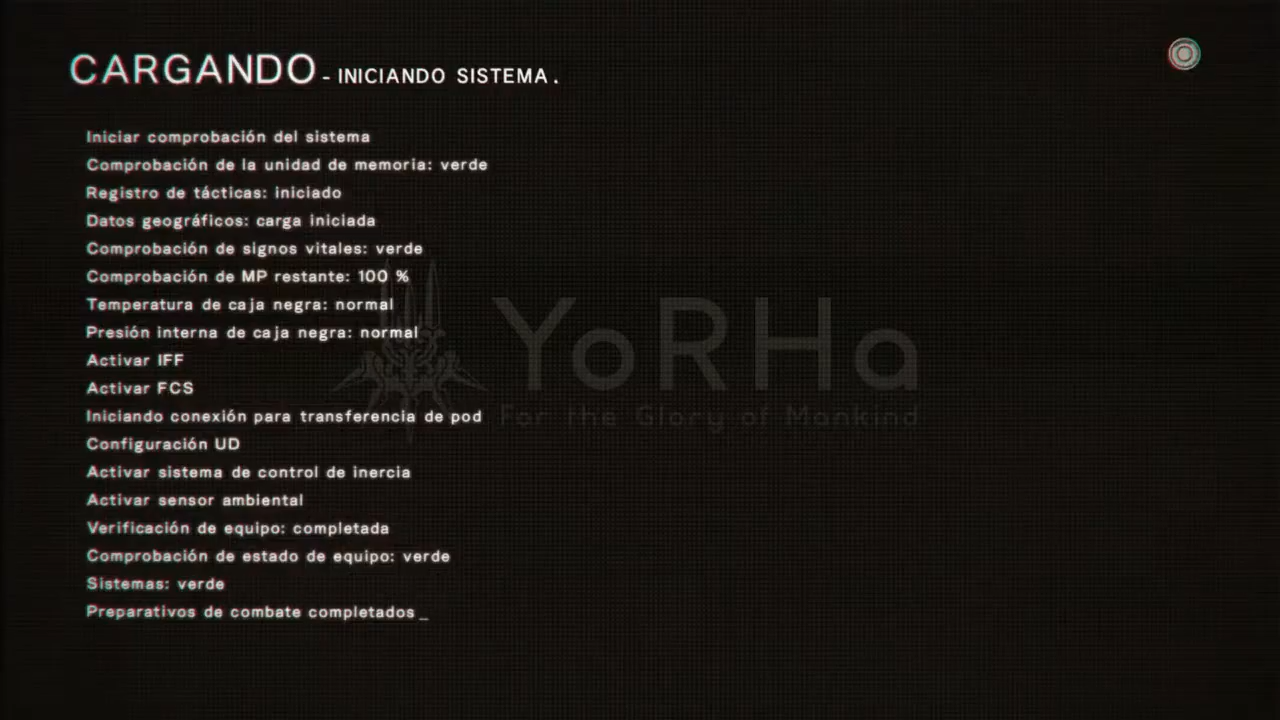 CARGANDO - INICIANDO SISTEMA.
Iniciar comprobación del sistema
Comprobación de la unidad de memoria: verde
Registro de tácticas: iniciado
Datos geográficos: carga iniciada
Comprobación de signos vitales: verde
Comprobación de MP restante: 100 %
Temperatura de caja negra: normal
Presión interna de caja negra: normal
Activar IFF
Activar FCS
Iniciando conexión para transferencia de pod
Configuración UD
Activar sistema de control de inercia
Activar sensor ambiental
Verificación de equipo: completada
Comprobación de estado de equipo: verde
Sistemas: verde
Preparativos de combate completados _
YoRHa
For the Glory of Mankind